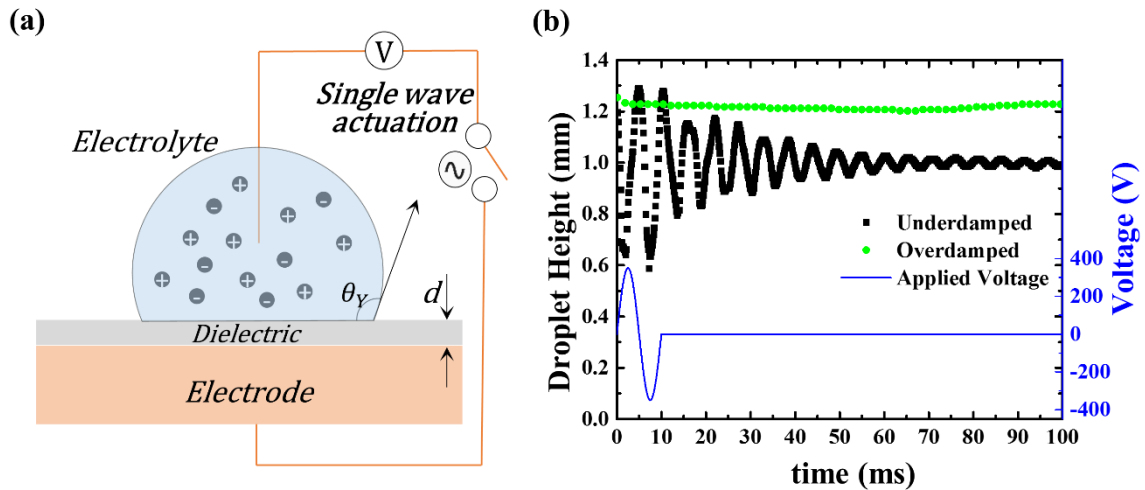 (a)
V
Single wave
actuation
Electrolyte
∿
+
-
θY
d
Dielectric
Electrode
(b)
1.4
1.2
1.0
0.8
0.6
0.4
0.2
0.0
Droplet Height (mm)
Underdamped
Overdamped
Applied Voltage
400
200
0
-200
-400
Voltage (V)
0 10 20 30 40 50 60 70 80 90 100
time (ms)